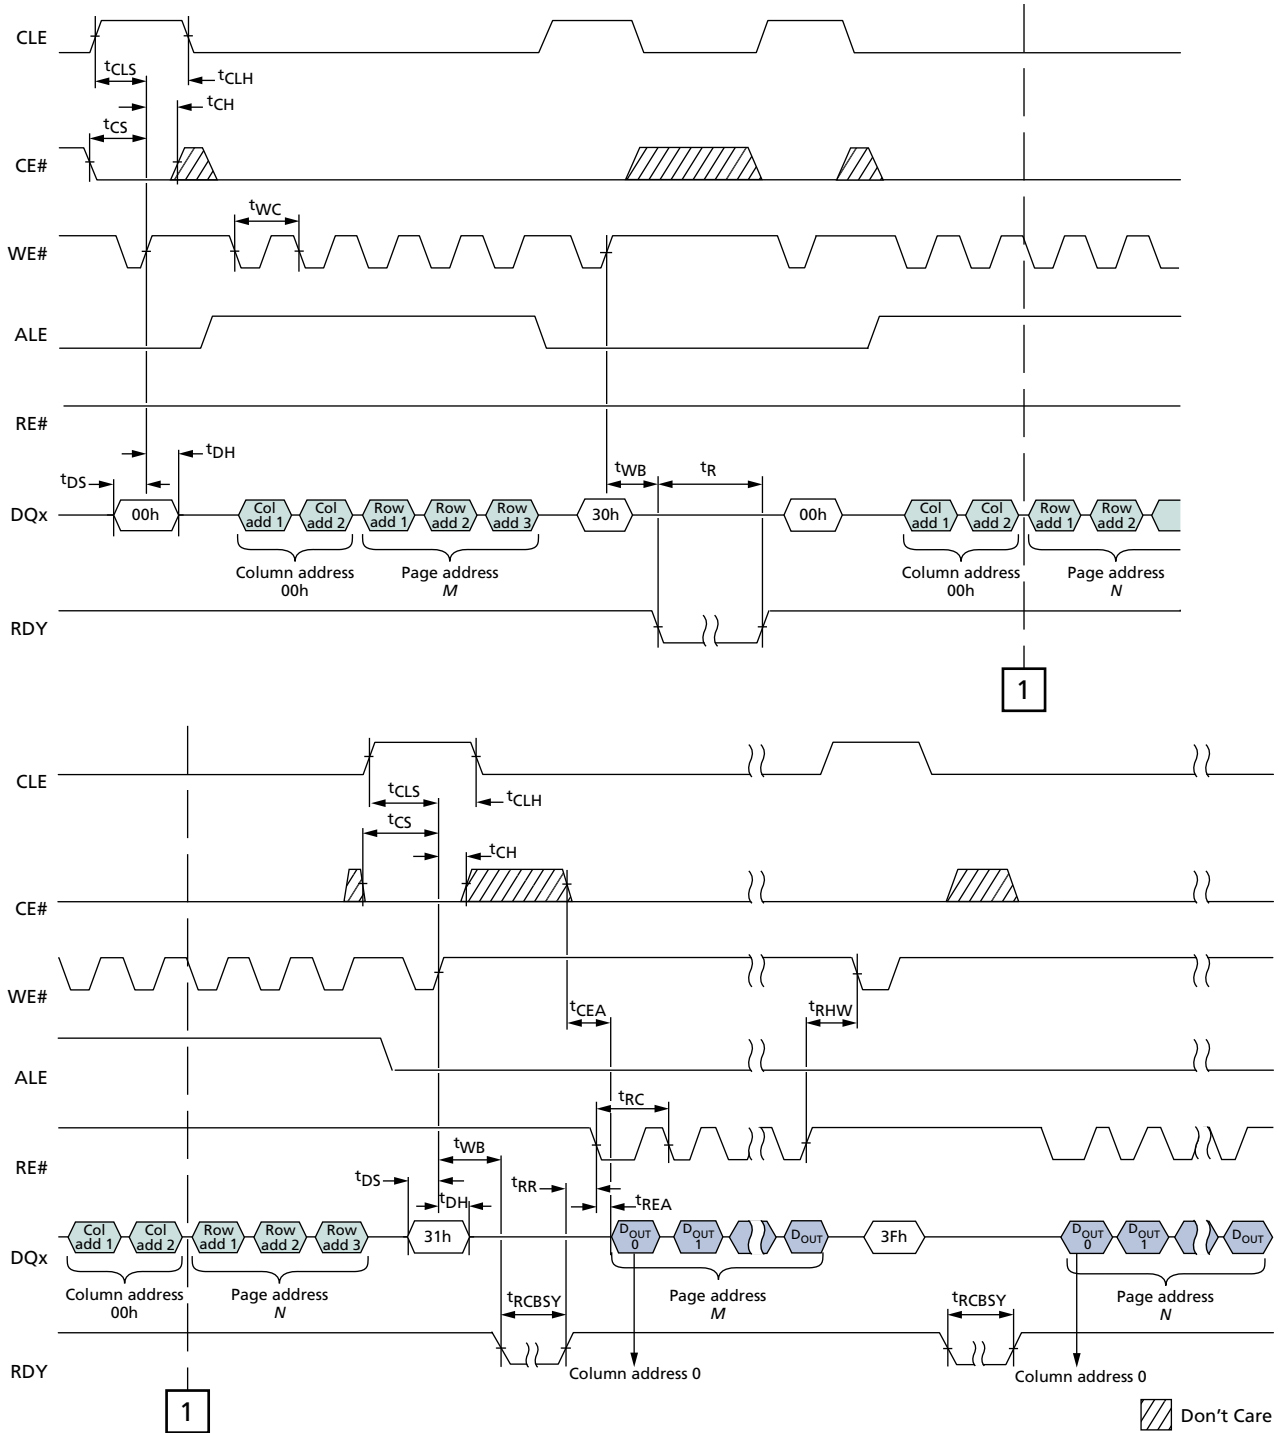 CLE
tCLS
tCLH
tCH
tCS
CE#
tWC
WE#
ALE
RE#
tDH
tDS
tWB
tR
DQx
00h
Col add 1
Col add 2
Row add 1
Row add 2
Row add 3
30h
00h
Col add 1
Col add 2
Row add 1
Row add 2
Column address
00h
Page address
M
Column address
00h
Page address
N
RDY
1
CLE
tCLS
tCLH
tCS
tCH
CE#
WE#
tCEA
tRHW
ALE
tRC
tWB
RE#
tDS
tRR
tDH
tREA
DQx
Col add 1
Col add 2
Row add 1
Row add 2
Row add 3
31h
DOUT 0
DOUT 1
DOUT
3Fh
DOUT 0
DOUT 1
DOUT
Column address
00h
Page address
N
Page address
M
Page address
N
tRCBSY
tRCBSY
RDY
Column address 0
Column address 0
1
Don't Care